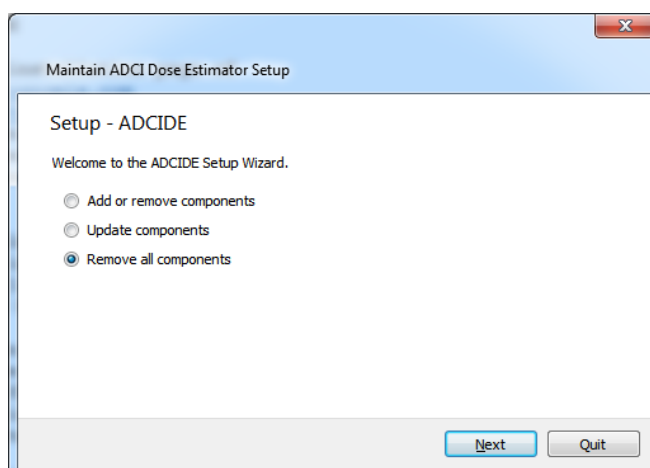 Maintain ADCI Dose Estimator Setup
Setup - ADCIDE
Welcome to the ADCIDE Setup Wizard.
Add or remove components
Update components
Remove all components
Next
Quit